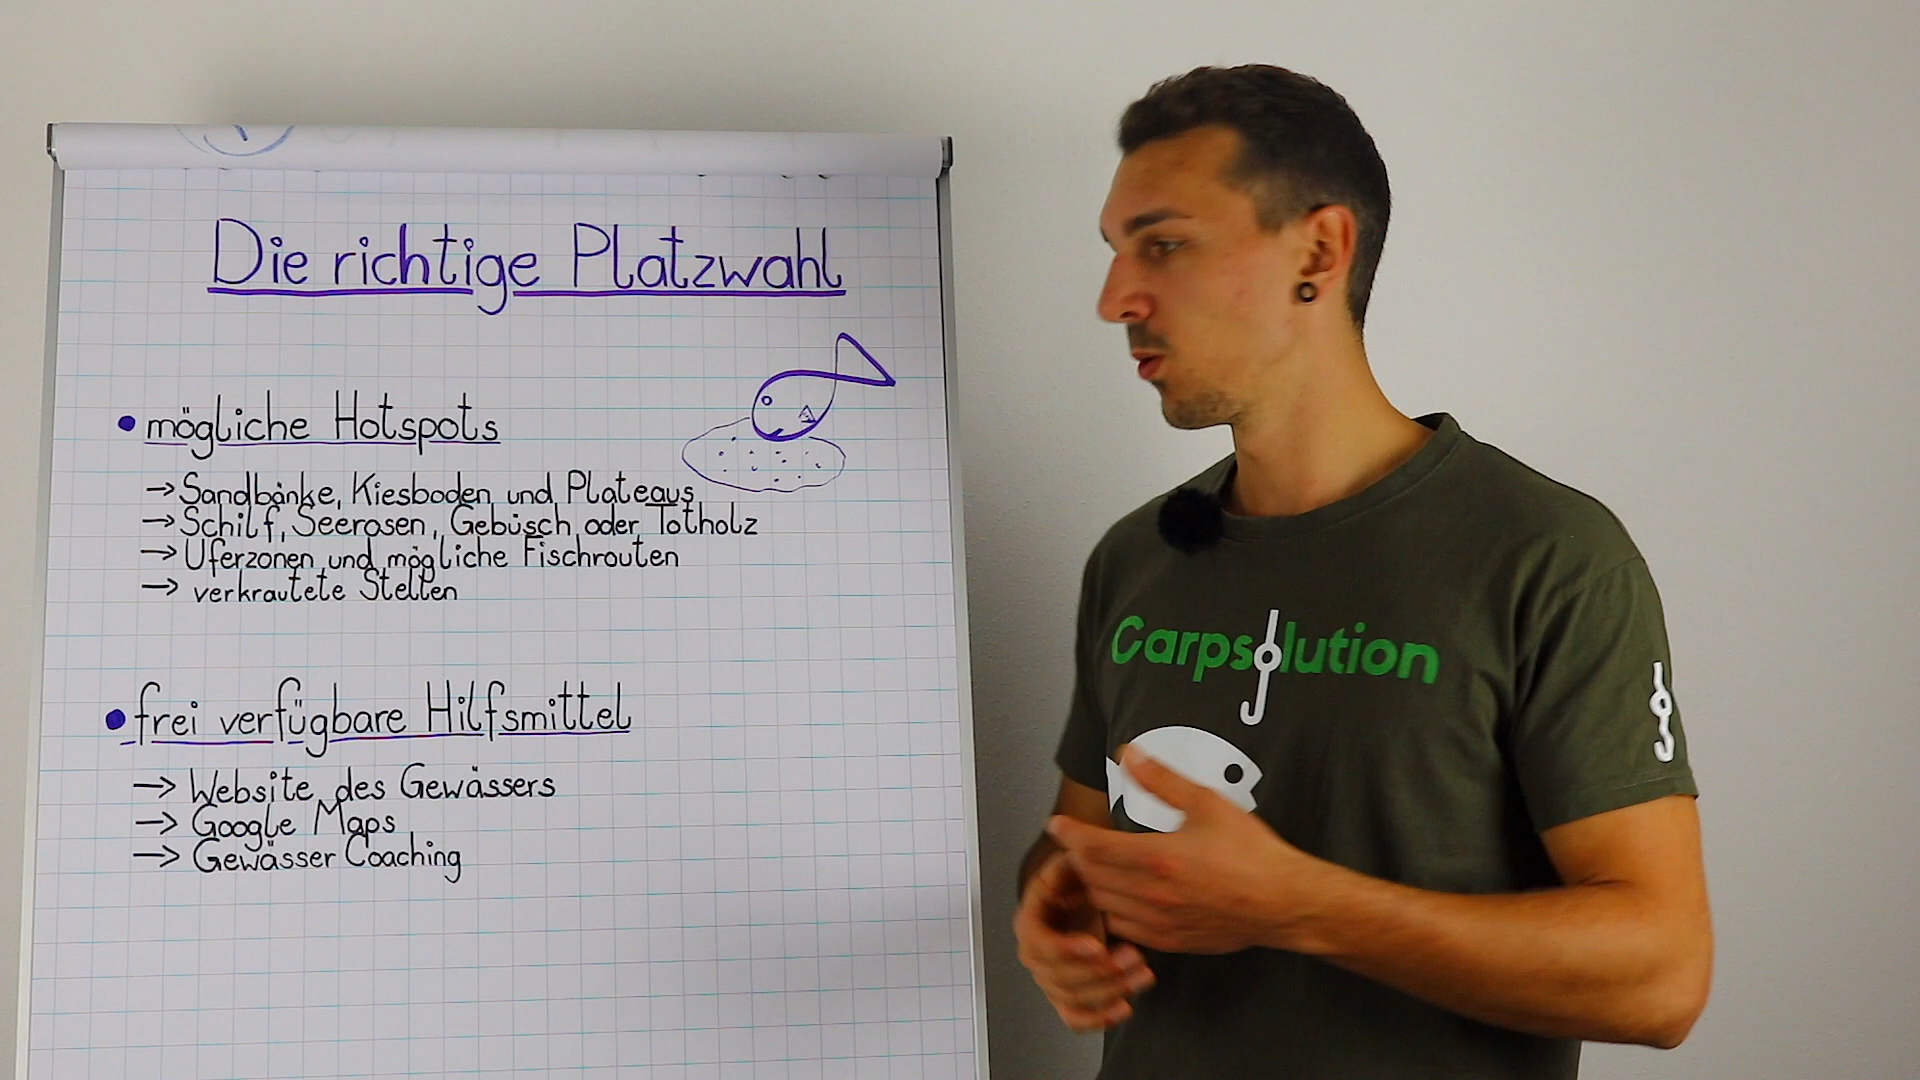 Die richtige Platzwahl
• mögliche Hotspots
→ Sandbänke, Kiesboden und Plateaus
→ Schilf, Seerosen, Gebüsch oder Totholz
→ Uferzonen und mögliche Fischrouten
→ verkrautete Stellen
• frei verfügbare Hilfsmittel
→ Website des Gewässers
→ Google Maps
→ Gewässer Coaching
Carpsolution